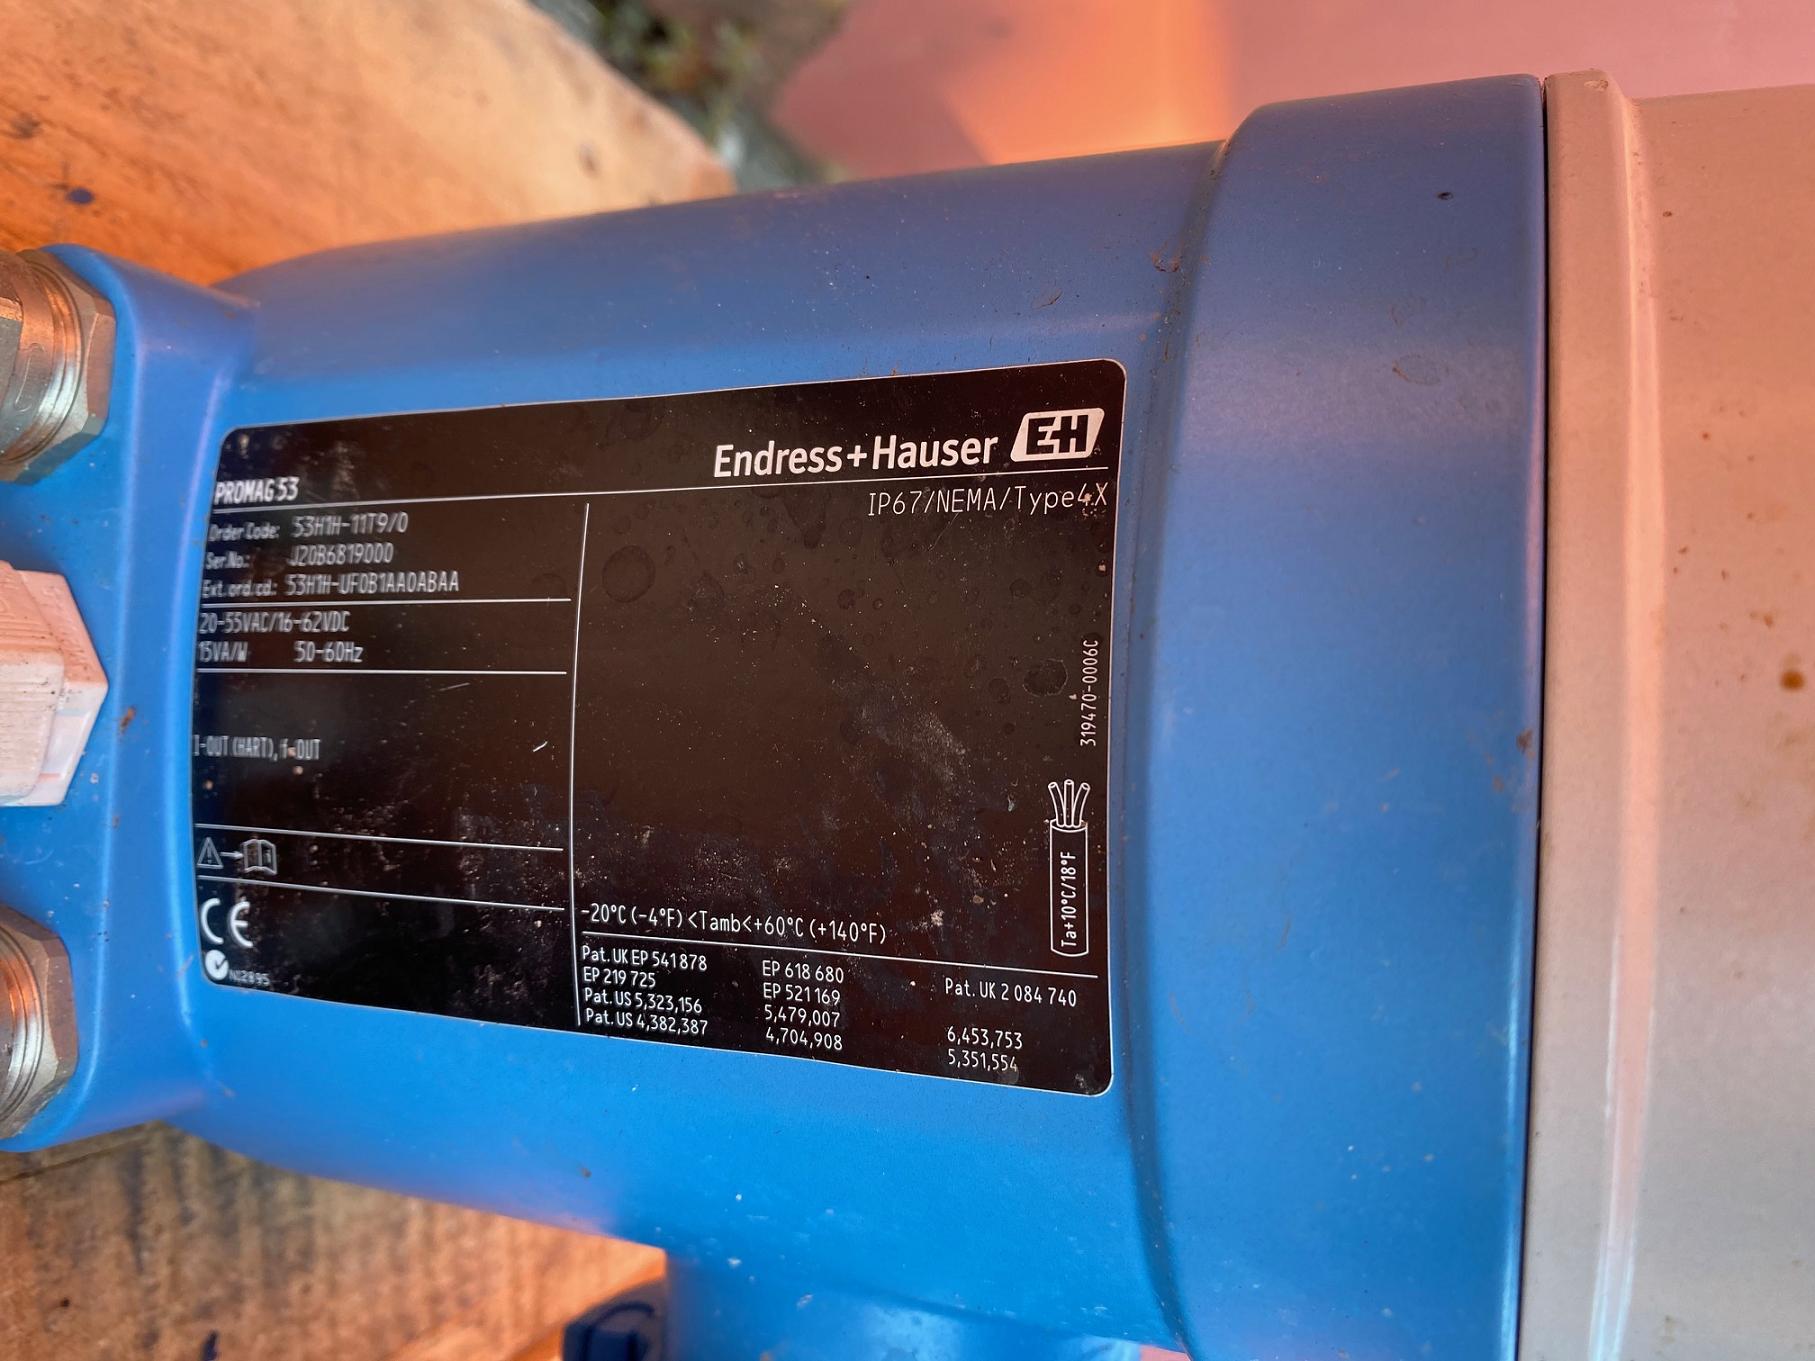 Endress+Hauser EH
PROMAG 53
IP67/NEMA/Type4X
Order Code: 53H1H-11T9/0
Ser.No.: J20B6819000
Ext. ord.cd.: 53H1H-UF0B1AA0ABAA
20-55VAC/16-62VDC
15VA/W 50-60Hz
I-OUT (HART), f-OUT
CE
N12895
319470-0006C
Ta+10°C/18°F
-20°C (-4°F) <Tamb<+60°C (+140°F)
Pat. UK EP 541 878 EP 618 680 Pat. UK 2 084 740
EP 219 725 EP 521 169
Pat. US 5,323,156 5,479,007 6,453,753
Pat. US 4,382,387 4,704,908 5,351,554